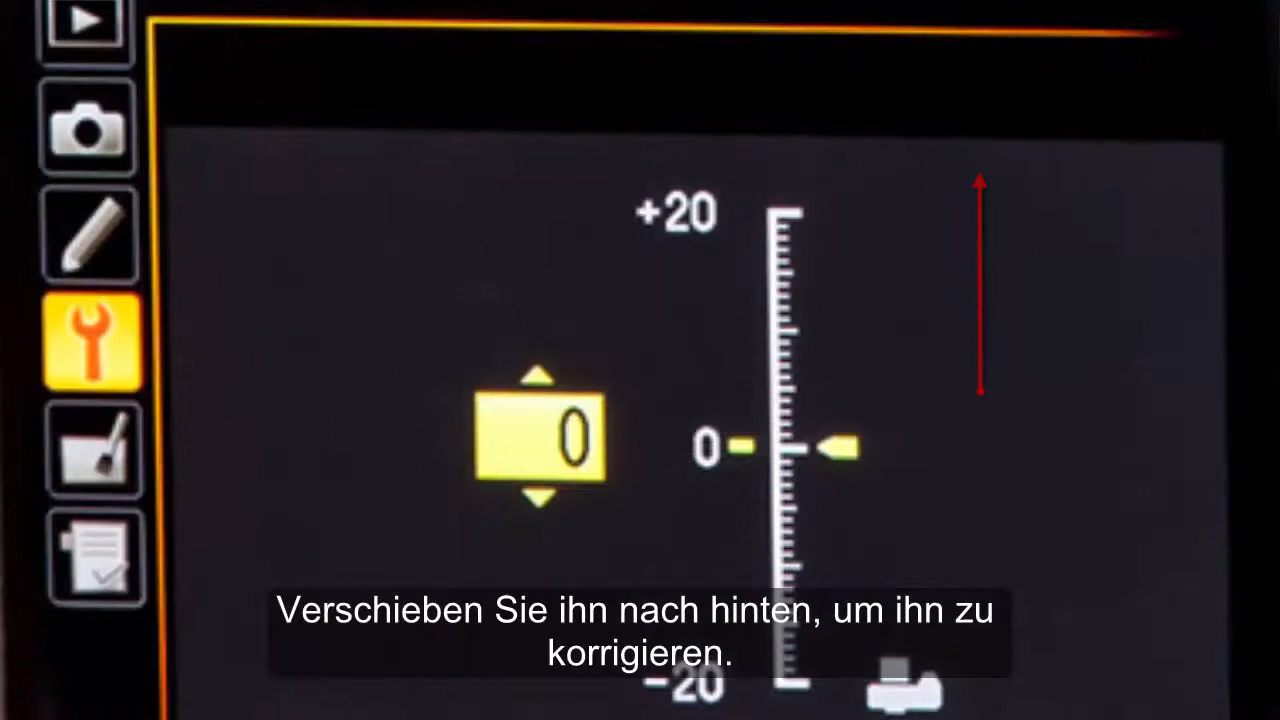 +20
0
0
Verschieben Sie ihn nach hinten, um ihn zu
korrigieren.
-20